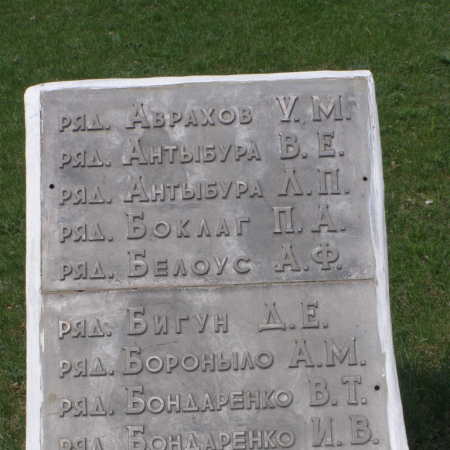 ряд. Аврахов У. М.
ряд. Антыбура В. Е.
ряд. Антыбура Л. П.
ряд. Боклаг П. А.
ряд. Белоус А. Ф.
ряд. Бигун Д. Е.
ряд. Бороныло А. М.
ряд. Бондаренко В. Т.
ряд. Бондаренко И. В.